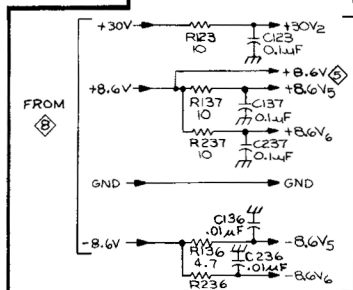 +30V
R123
10
+30V2
C123
0.1µF
+8.6V 5
+8.6V
R137
10
+8.6V5
C137
0.1µF
FROM
8
R237
10
+8.6V6
C237
0.1µF
GND
GND
C136
.01µF
-8.6V
R136
4.7
-8.6V5
C236
.01µF
R236
-8.6V6